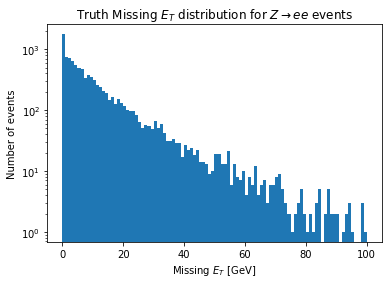 Truth Missing E_T distribution for Z→ee events
Number of events
10^3
10^2
10^1
10^0
0 20 40 60 80 100
Missing E_T [GeV]